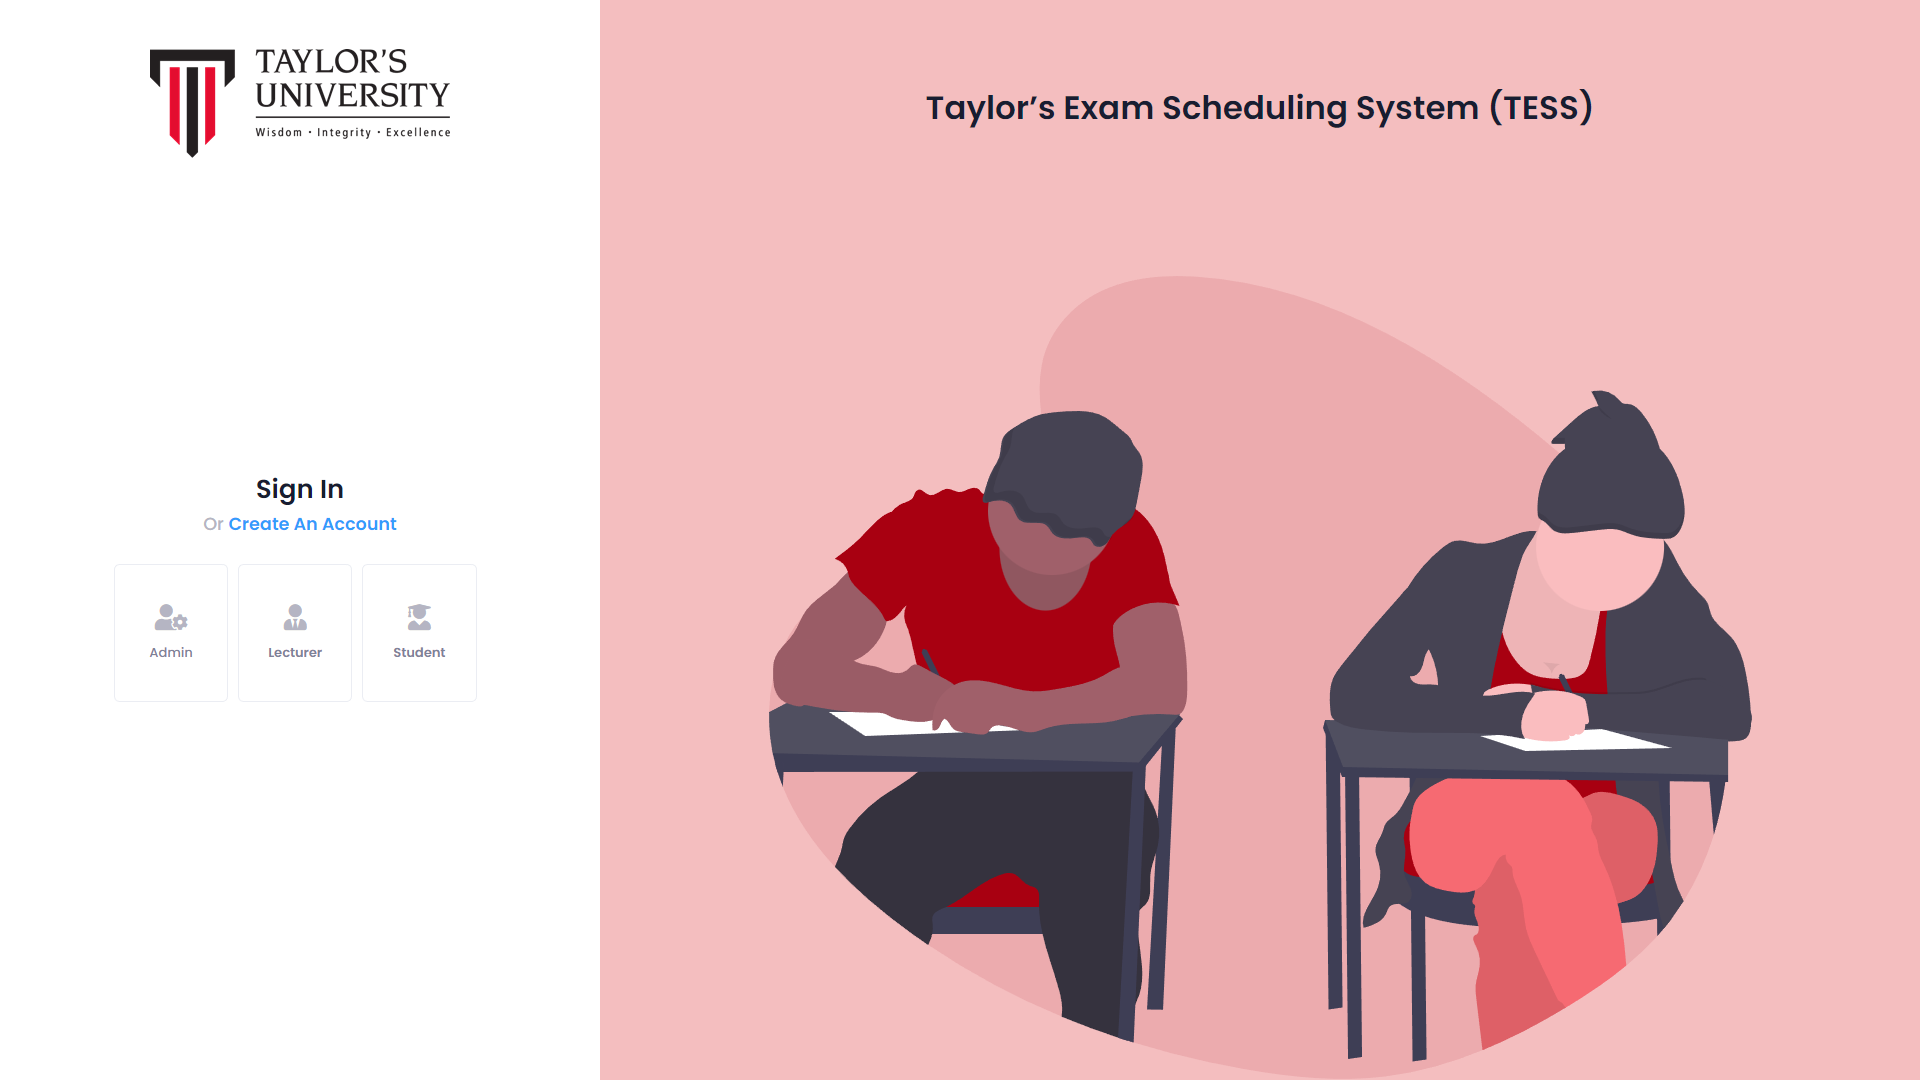 TAYLOR'S
UNIVERSITY
Wisdom · Integrity · Excellence
Taylor's Exam Scheduling System (TESS)
Sign In
Or Create An Account
Admin
Lecturer
Student